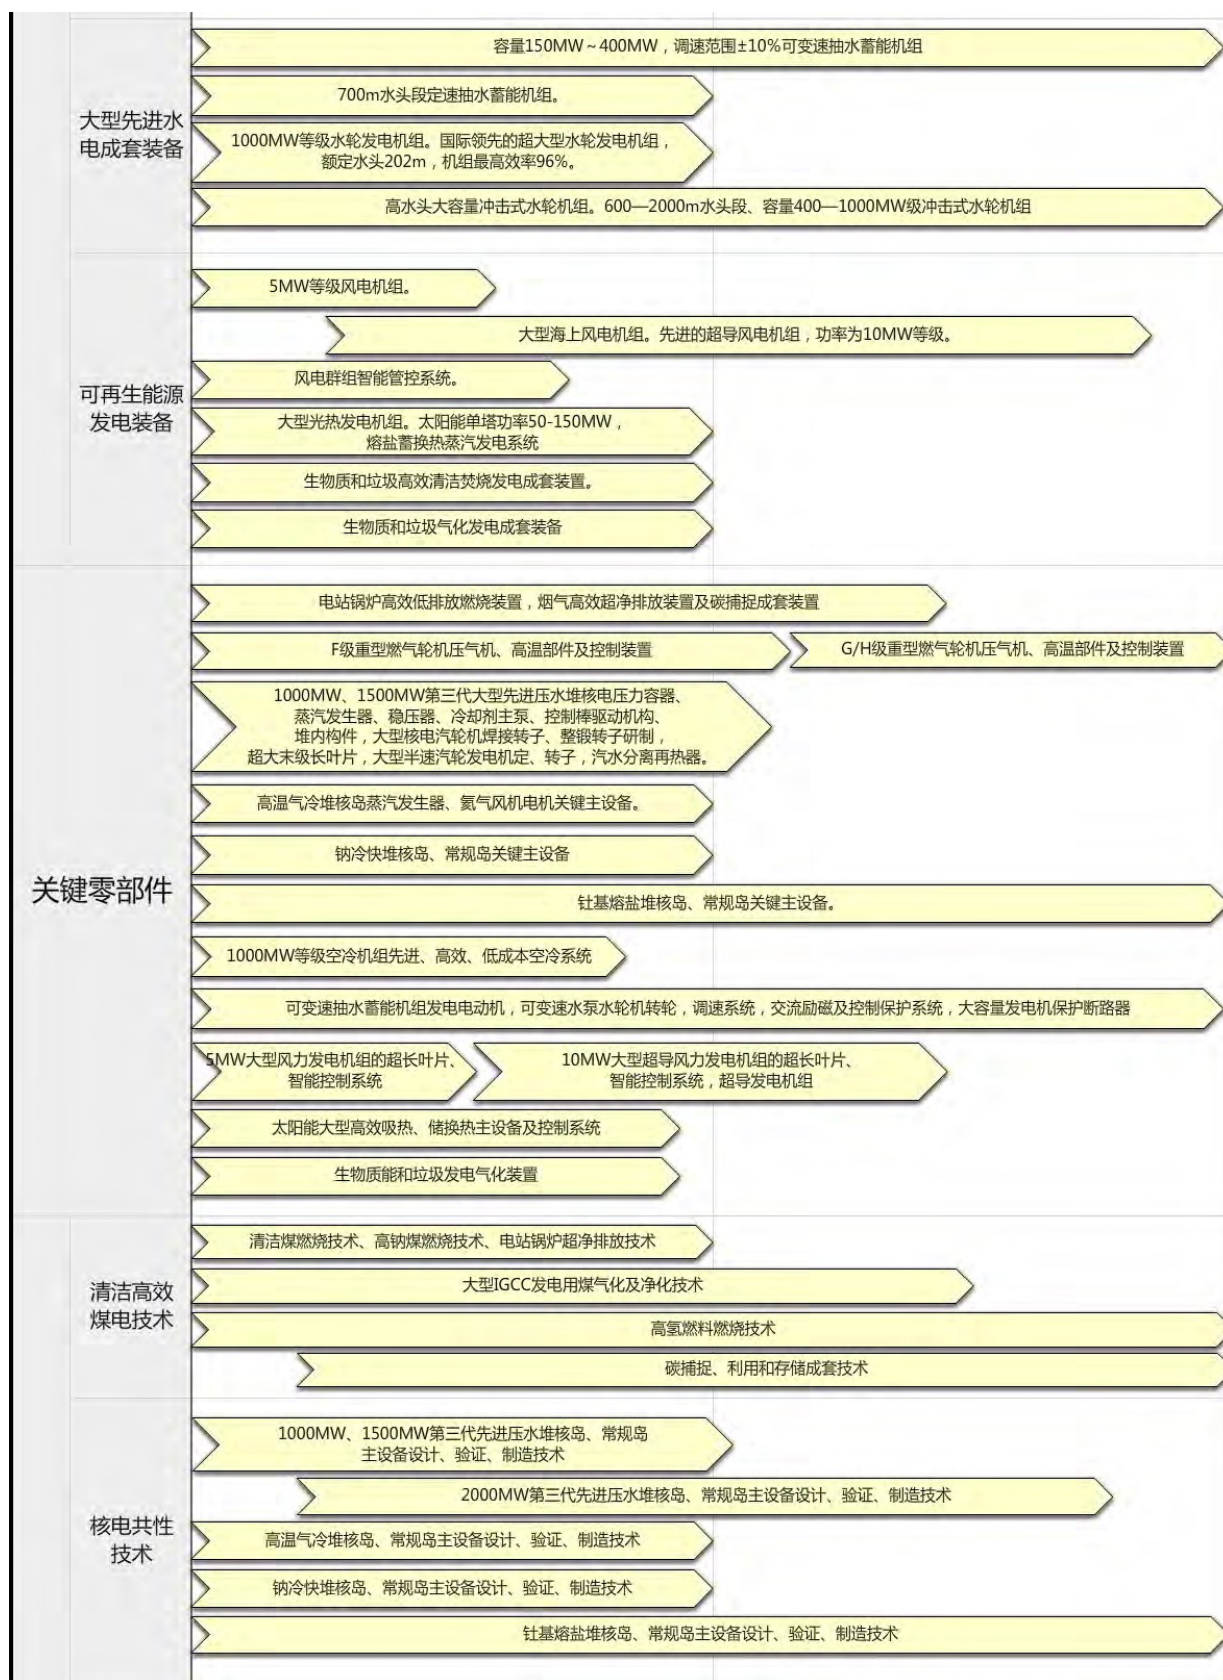 大型先进水
电成套装备
容量150MW～400MW，调速范围±10%可变速抽水蓄能机组
700m水头段定速抽水蓄能机组。
1000MW等级水轮发电机组。国际领先的超大型水轮发电机组，
额定水头202m，机组最高效率96%。
高水头大容量冲击式水轮机组。600—2000m水头段、容量400—1000MW级冲击式水轮机组
可再生能源
发电装备
5MW等级风电机组。
大型海上风电机组。先进的超导风电机组，功率为10MW等级。
风电群组智能管控系统。
大型光热发电机组。太阳能单塔功率50-150MW，
熔盐蓄换热蒸汽发电系统
生物质和垃圾高效清洁焚烧发电成套装置。
生物质和垃圾气化发电成套装备
关键零部件
电站锅炉高效低排放燃烧装置，烟气高效超净排放装置及碳捕捉成套装置
F级重型燃气轮机压气机、高温部件及控制装置
G/H级重型燃气轮机压气机、高温部件及控制装置
1000MW、1500MW第三代大型先进压水堆核电压力容器、
蒸汽发生器、稳压器、冷却剂主泵、控制棒驱动机构、
堆内构件，大型核电汽轮机焊接转子、整锻转子研制，
超大末级长叶片，大型半速汽轮发电机定、转子，汽水分离再热器。
高温气冷堆核岛蒸汽发生器、氦气风机电机关键主设备。
钠冷快堆核岛、常规岛关键主设备
钍基熔盐堆核岛、常规岛关键主设备。
1000MW等级空冷机组先进、高效、低成本空冷系统
可变速抽水蓄能机组发电电动机，可变速水泵水轮机转轮，调速系统，交流励磁及控制保护系统，大容量发电机保护断路器
5MW大型风力发电机组的超长叶片、
智能控制系统
10MW大型超导风力发电机组的超长叶片、
智能控制系统，超导发电机组
太阳能大型高效吸热、储换热主设备及控制系统
生物质能和垃圾发电气化装置
清洁高效
煤电技术
清洁煤燃烧技术、高钠煤燃烧技术、电站锅炉超净排放技术
大型IGCC发电用煤气化及净化技术
高氢燃料燃烧技术
碳捕捉、利用和存储成套技术
核电共性
技术
1000MW、1500MW第三代先进压水堆核岛、常规岛
主设备设计、验证、制造技术
2000MW第三代先进压水堆核岛、常规岛主设备设计、验证、制造技术
高温气冷堆核岛、常规岛主设备设计、验证、制造技术
钠冷快堆核岛、常规岛主设备设计、验证、制造技术
钍基熔盐堆核岛、常规岛主设备设计、验证、制造技术